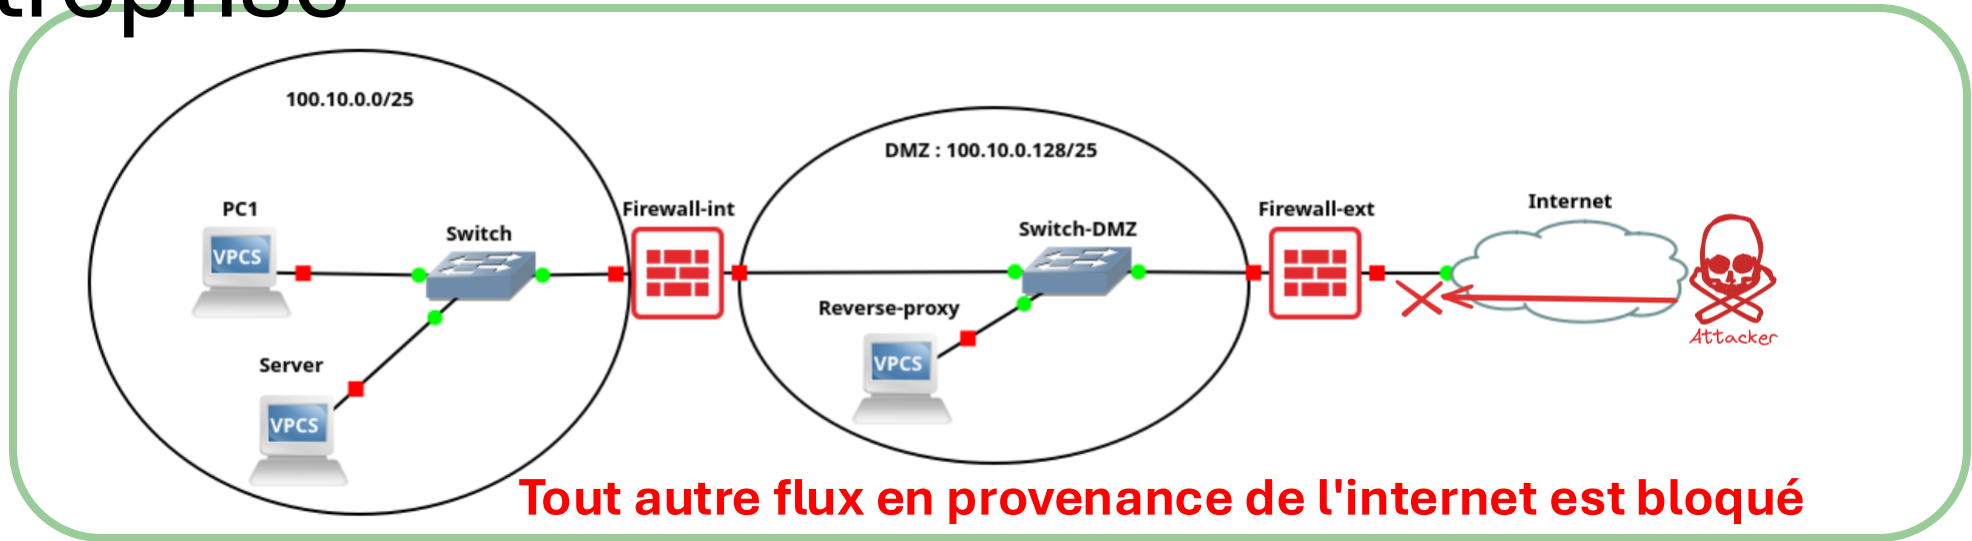 100.10.0.0/25
DMZ : 100.10.0.128/25
PC1
VPCS
Switch
Server
VPCS
Firewall-int
Switch-DMZ
Reverse-proxy
VPCS
Firewall-ext
Internet
Attacker
Tout autre flux en provenance de l'internet est bloqué